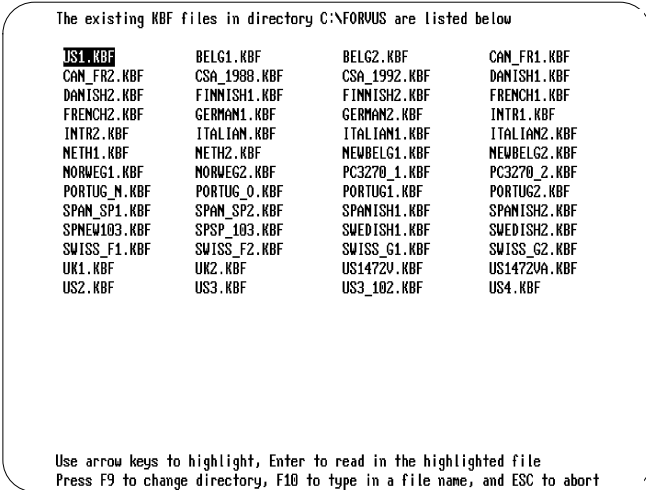 The existing KBF files in directory C:\FORVUS are listed below
US1.KBF BELG1.KBF BELG2.KBF CAN_FR1.KBF
CAN_FR2.KBF CSA_1988.KBF CSA_1992.KBF DANISH1.KBF
DANISH2.KBF FINNISH1.KBF FINNISH2.KBF FRENCH1.KBF
FRENCH2.KBF GERMAN1.KBF GERMAN2.KBF INTR1.KBF
INTR2.KBF ITALIAN.KBF ITALIAN1.KBF ITALIAN2.KBF
NETH1.KBF NETH2.KBF NEWBELG1.KBF NEWBELG2.KBF
NORWEG1.KBF NORWEG2.KBF PC3270_1.KBF PC3270_2.KBF
PORTUG_N.KBF PORTUG_O.KBF PORTUG1.KBF PORTUG2.KBF
SPAN_SP1.KBF SPAN_SP2.KBF SPANISH1.KBF SPANISH2.KBF
SPNEW103.KBF SPSP_103.KBF SWEDISH1.KBF SWEDISH2.KBF
SWISS_F1.KBF SWISS_F2.KBF SWISS_G1.KBF SWISS_G2.KBF
UK1.KBF UK2.KBF US1472V.KBF US1472VA.KBF
US2.KBF US3.KBF US3_102.KBF US4.KBF
Use arrow keys to highlight, Enter to read in the highlighted file
Press F9 to change directory, F10 to type in a file name, and ESC to abort